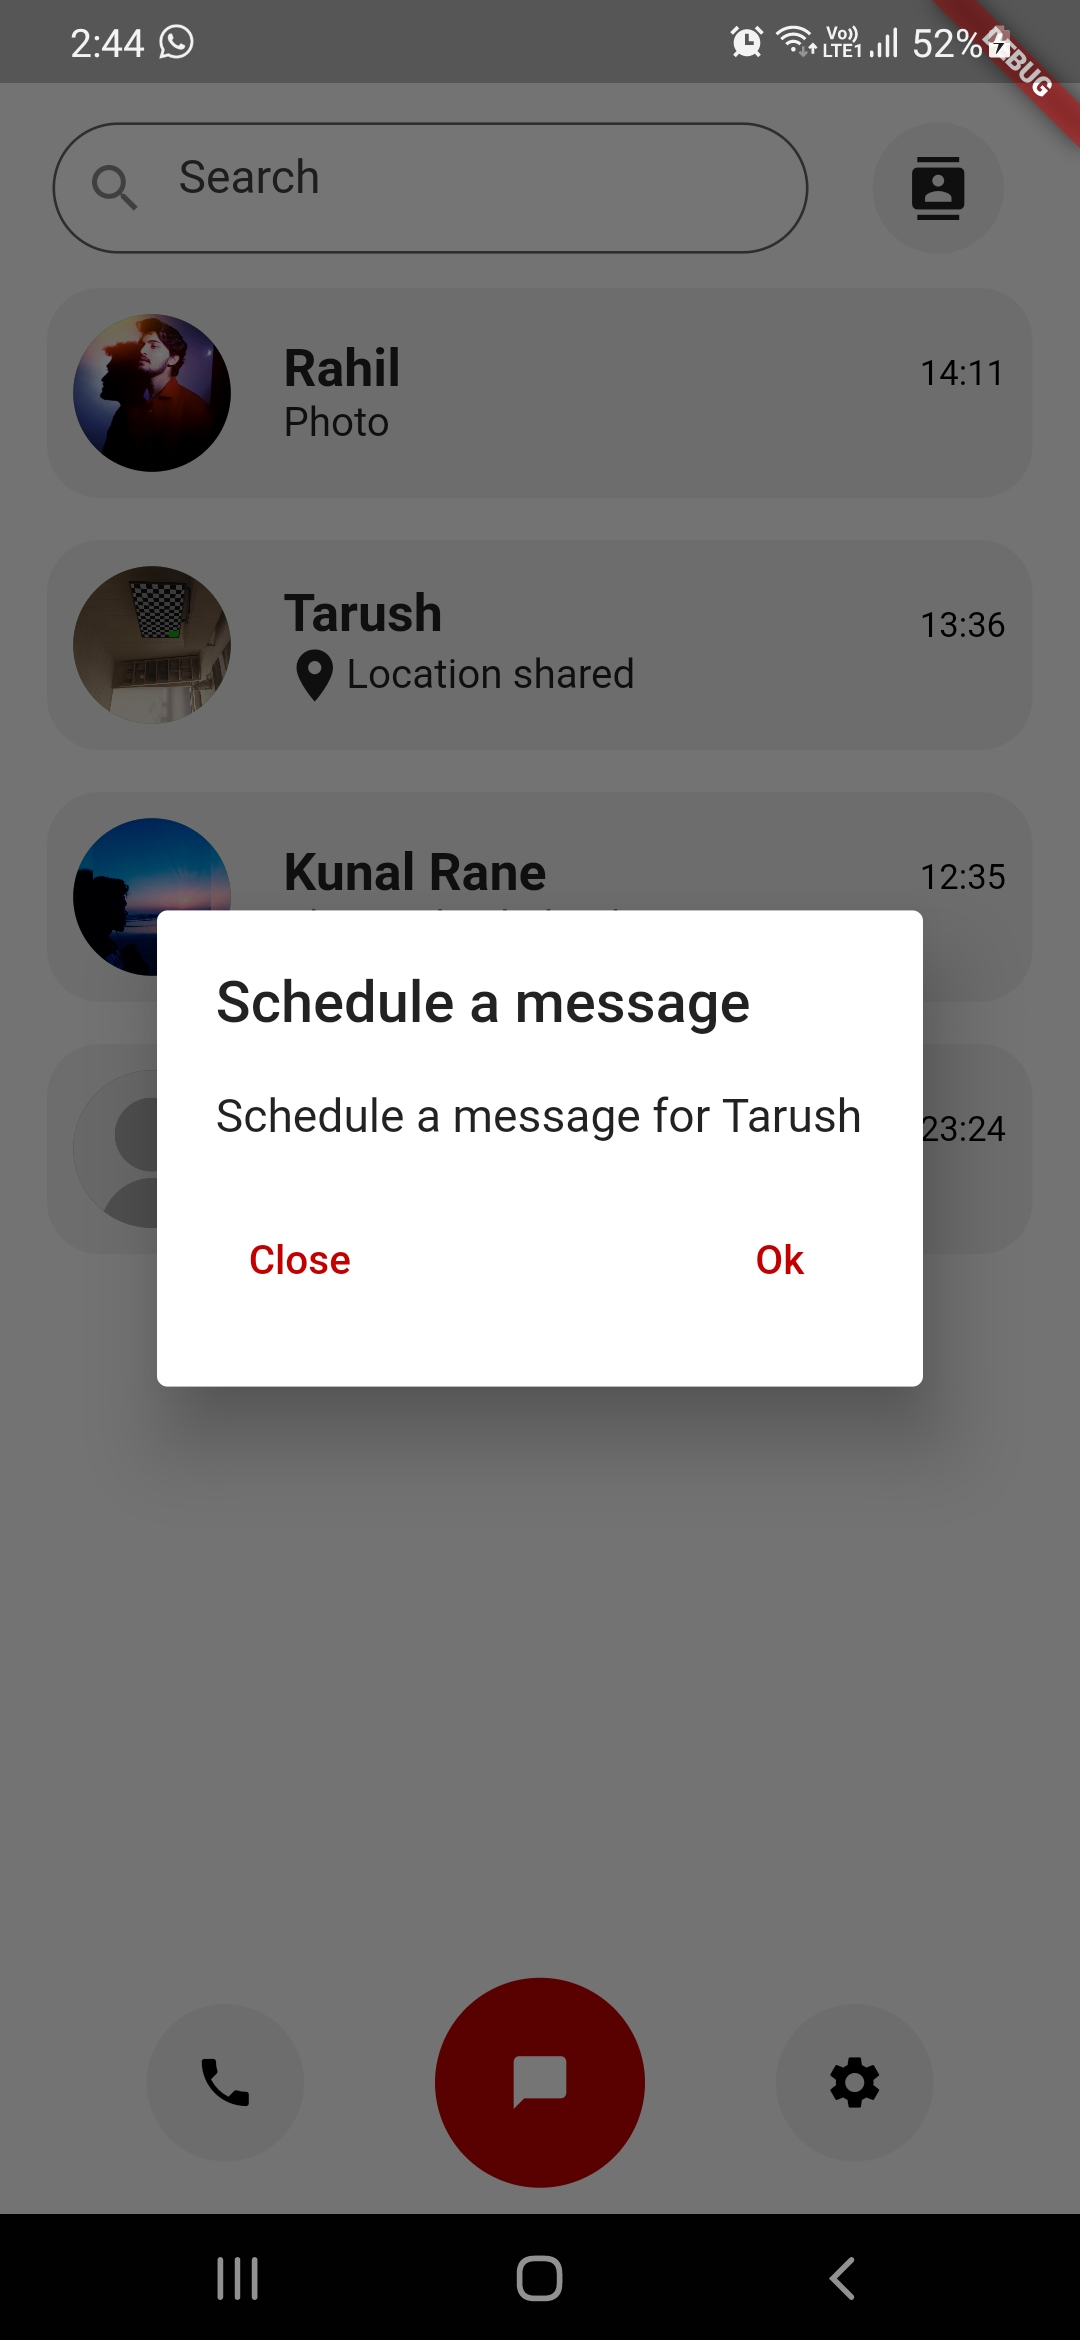 2:44
Vo))
LTE1
52%
DEBUG
Search
Rahil
14:11
Photo
Tarush
13:36
Location shared
Kunal Rane
12:35
Schedule a message
Schedule a message for Tarush
23:24
Close
Ok